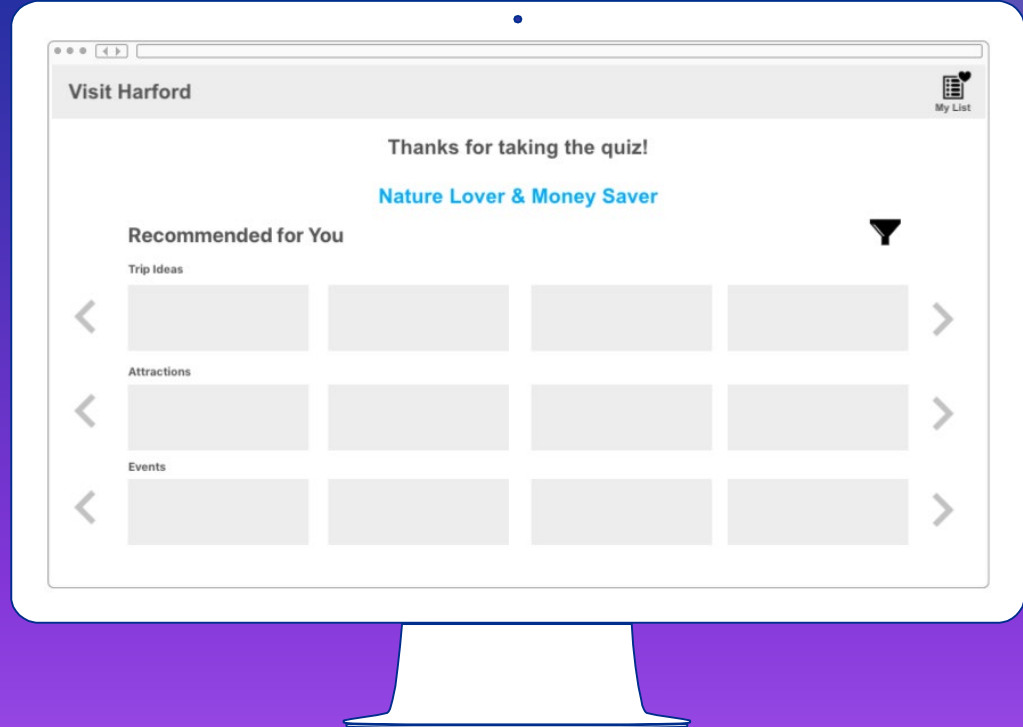 Visit Harford
My List
Thanks for taking the quiz!
Nature Lover & Money Saver
Recommended for You
Trip Ideas
Attractions
Events